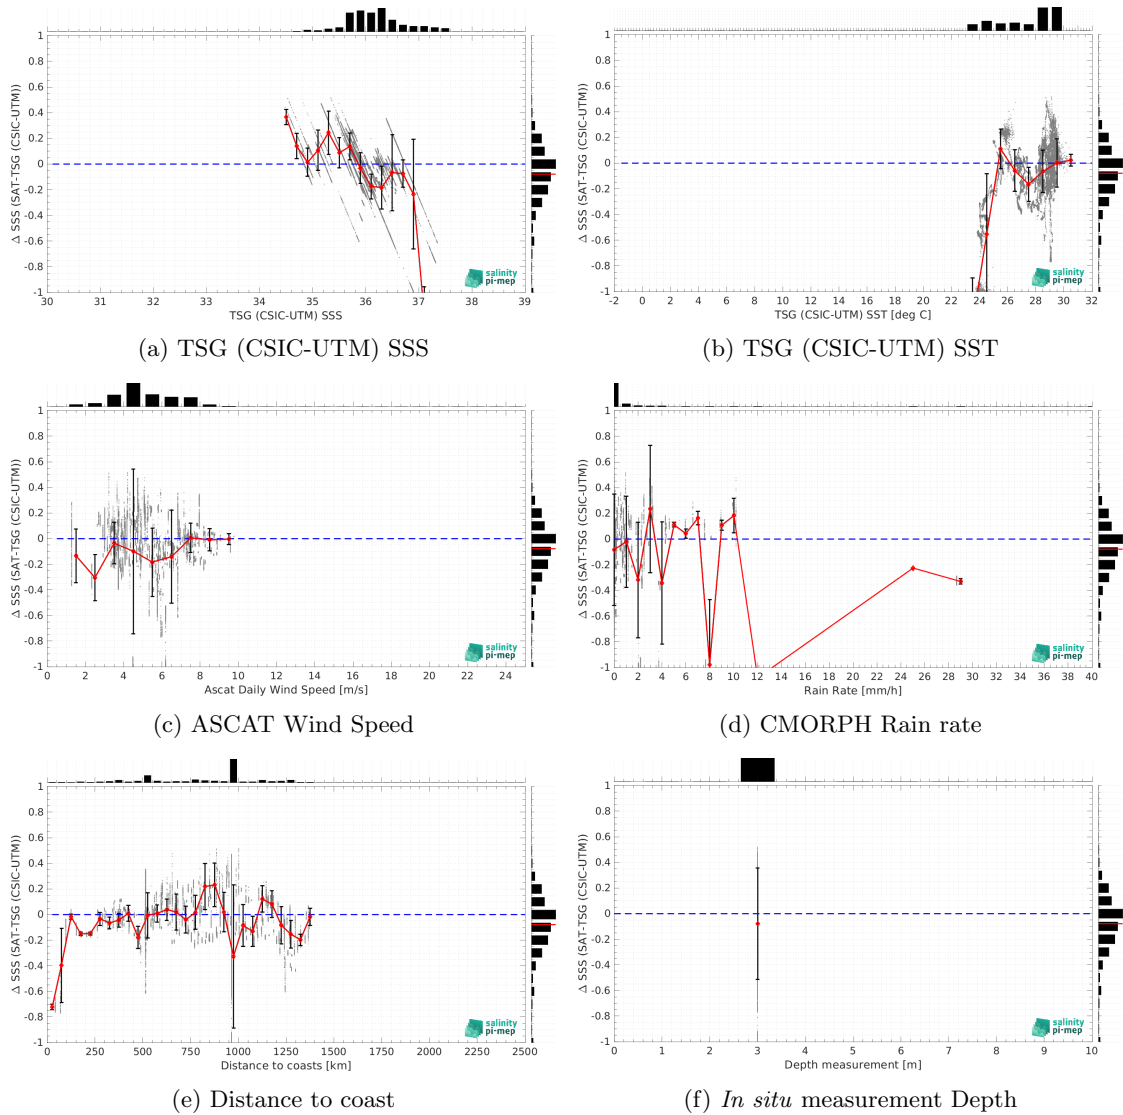 1
0.8
0.6
0.4
0.2
0
-0.2
-0.4
-0.6
-0.8
-1
Δ SSS (SAT-TSG (CSIC-UTM))
30 31 32 33 34 35 36 37 38 39
TSG (CSIC-UTM) SSS
salinity
pi-mep
(a) TSG (CSIC-UTM) SSS
1
0.8
0.6
0.4
0.2
0
-0.2
-0.4
-0.6
-0.8
-1
Δ SSS (SAT-TSG (CSIC-UTM))
-2 0 2 4 6 8 10 12 14 16 18 20 22 24 26 28 30 32
TSG (CSIC-UTM) SST [deg C]
salinity
pi-mep
(b) TSG (CSIC-UTM) SST
1
0.8
0.6
0.4
0.2
0
-0.2
-0.4
-0.6
-0.8
-1
Δ SSS (SAT-TSG (CSIC-UTM))
0 2 4 6 8 10 12 14 16 18 20 22 24
Ascat Daily Wind Speed [m/s]
salinity
pi-mep
(c) ASCAT Wind Speed
1
0.8
0.6
0.4
0.2
0
-0.2
-0.4
-0.6
-0.8
-1
Δ SSS (SAT-TSG (CSIC-UTM))
0 2 4 6 8 10 12 14 16 18 20 22 24 26 28 30 32 34 36 38 40
Rain Rate [mm/h]
salinity
pi-mep
(d) CMORPH Rain rate
1
0.8
0.6
0.4
0.2
0
-0.2
-0.4
-0.6
-0.8
-1
Δ SSS (SAT-TSG (CSIC-UTM))
0 250 500 750 1000 1250 1500 1750 2000 2250 2500
Distance to coasts [km]
salinity
pi-mep
(e) Distance to coast
1
0.8
0.6
0.4
0.2
0
-0.2
-0.4
-0.6
-0.8
-1
Δ SSS (SAT-TSG (CSIC-UTM))
0 1 2 3 4 5 6 7 8 9 10
Depth measurement [m]
salinity
pi-mep
(f) In situ measurement Depth